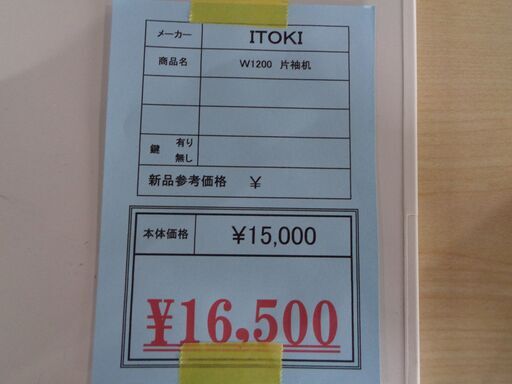 メーカー ITOKI
商品名 W1200 片袖机
鍵 有り
無し
新品参考価格 ¥
本体価格 ¥15,000
¥16,500